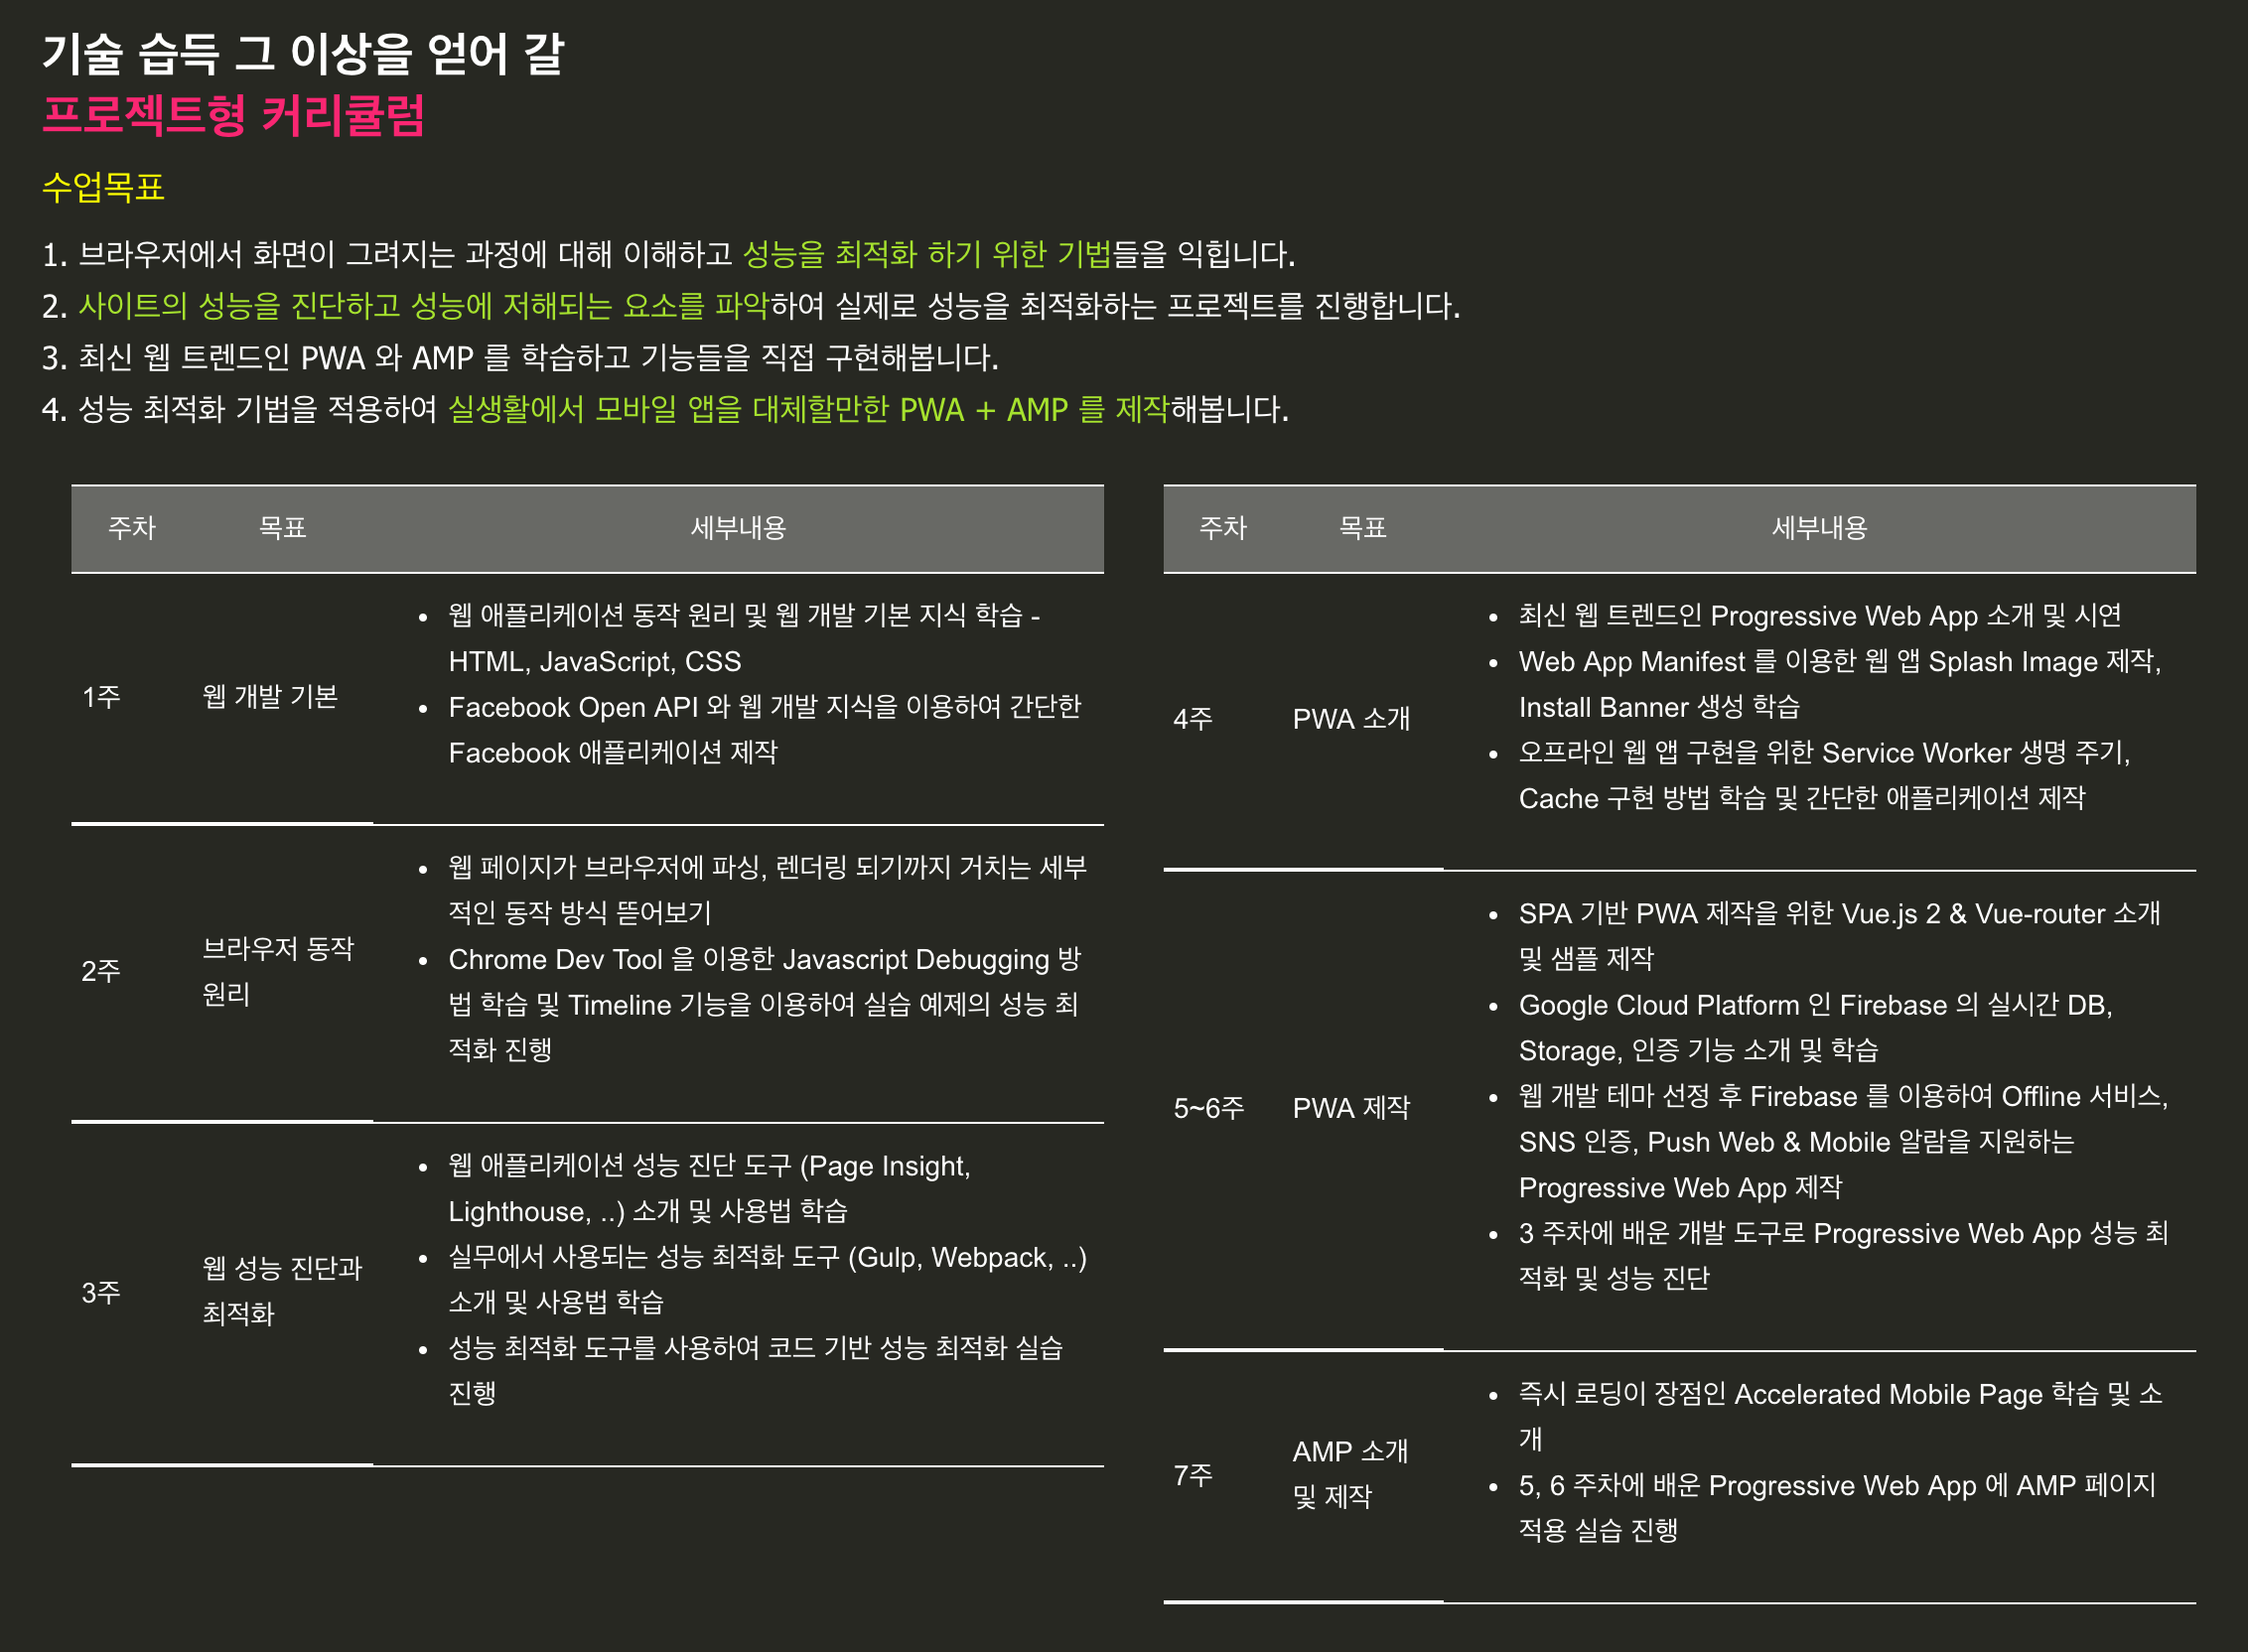 기술 습득 그 이상을 얻어 갈
프로젝트형 커리큘럼
수업목표
1. 브라우저에서 화면이 그려지는 과정에 대해 이해하고 성능을 최적화 하기 위한 기법들을 익힙니다.
2. 사이트의 성능을 진단하고 성능에 저해되는 요소를 파악하여 실제로 성능을 최적화하는 프로젝트를 진행합니다.
3. 최신 웹 트렌드인 PWA 와 AMP 를 학습하고 기능들을 직접 구현해봅니다.
4. 성능 최적화 기법을 적용하여 실생활에서 모바일 앱을 대체할만한 PWA + AMP 를 제작해봅니다.
주차 목표 세부내용
1주
웹 개발 기본
• 웹 애플리케이션 동작 원리 및 웹 개발 기본 지식 학습 -
HTML, JavaScript, CSS
• Facebook Open API 와 웹 개발 지식을 이용하여 간단한
Facebook 애플리케이션 제작
2주
브라우저 동작
원리
• 웹 페이지가 브라우저에 파싱, 렌더링 되기까지 거치는 세부
적인 동작 방식 뜯어보기
• Chrome Dev Tool 을 이용한 Javascript Debugging 방
법 학습 및 Timeline 기능을 이용하여 실습 예제의 성능 최
적화 진행
3주
웹 성능 진단과
최적화
• 웹 애플리케이션 성능 진단 도구 (Page Insight,
Lighthouse, ..) 소개 및 사용법 학습
• 실무에서 사용되는 성능 최적화 도구 (Gulp, Webpack, ..)
소개 및 사용법 학습
• 성능 최적화 도구를 사용하여 코드 기반 성능 최적화 실습
진행
주차 목표 세부내용
4주
PWA 소개
• 최신 웹 트렌드인 Progressive Web App 소개 및 시연
• Web App Manifest 를 이용한 웹 앱 Splash Image 제작,
Install Banner 생성 학습
• 오프라인 웹 앱 구현을 위한 Service Worker 생명 주기,
Cache 구현 방법 학습 및 간단한 애플리케이션 제작
5~6주
PWA 제작
• SPA 기반 PWA 제작을 위한 Vue.js 2 & Vue-router 소개
및 샘플 제작
• Google Cloud Platform 인 Firebase 의 실시간 DB,
Storage, 인증 기능 소개 및 학습
• 웹 개발 테마 선정 후 Firebase 를 이용하여 Offline 서비스,
SNS 인증, Push Web & Mobile 알람을 지원하는
Progressive Web App 제작
• 3 주차에 배운 개발 도구로 Progressive Web App 성능 최
적화 및 성능 진단
7주
AMP 소개
및 제작
• 즉시 로딩이 장점인 Accelerated Mobile Page 학습 및 소
개
• 5, 6 주차에 배운 Progressive Web App 에 AMP 페이지
적용 실습 진행